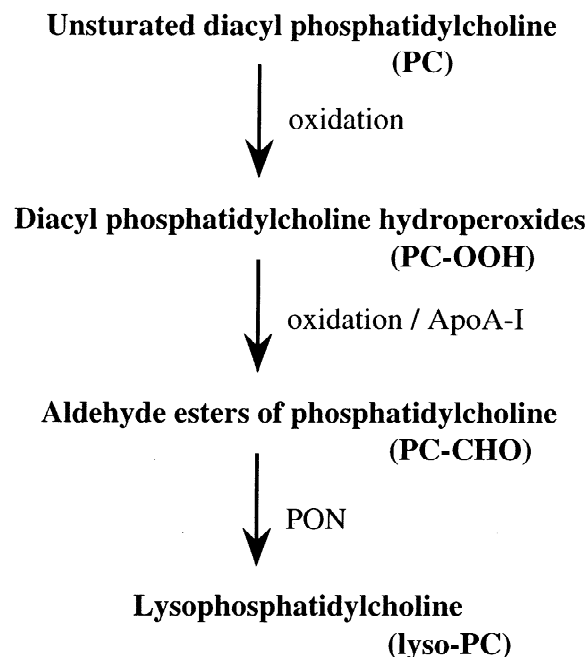 Unsturated diacyl phosphatidylcholine
(PC)
oxidation
Diacyl phosphatidylcholine hydroperoxides
(PC-OOH)
oxidation / ApoA-I
Aldehyde esters of phosphatidylcholine
(PC-CHO)
PON
Lysophosphatidylcholine
(lyso-PC)